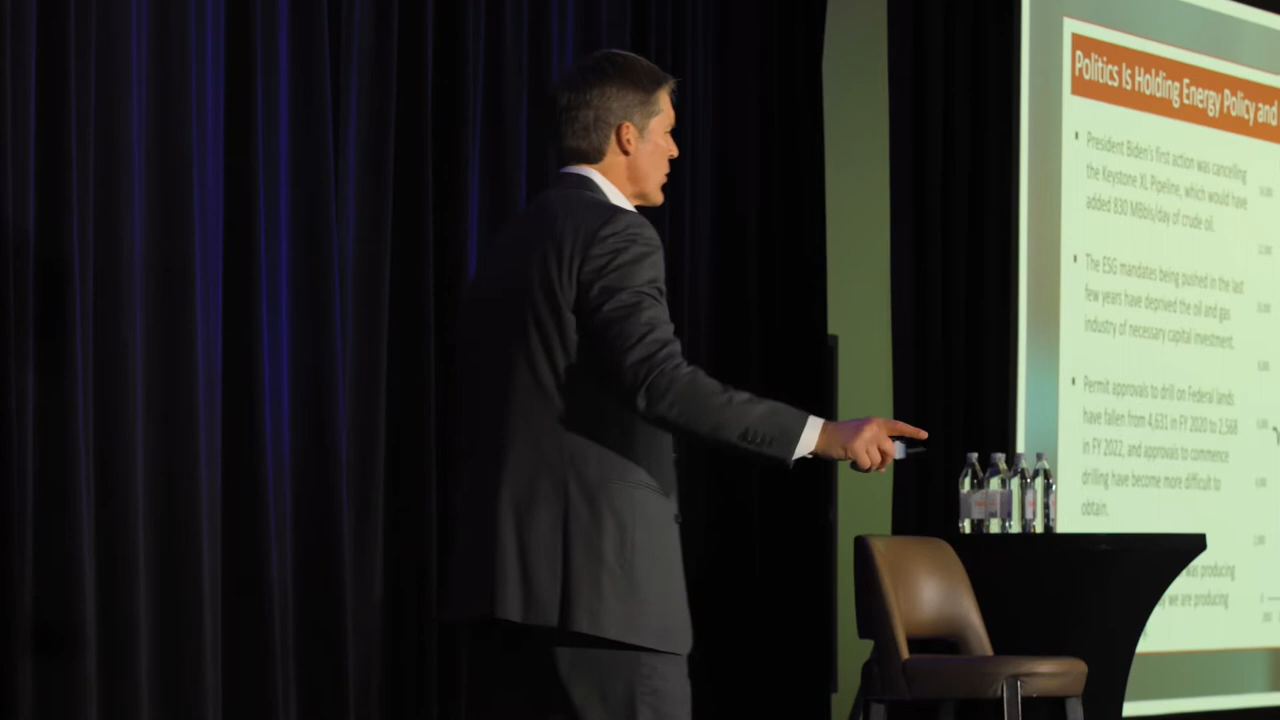 Politics Is Holding Energy Policy and
President Biden's first action was cancelling
the Keystone XL Pipeline, which would have
added 830 MBbls/day of crude oil.
The ESG mandates being pushed in the last
few years have deprived the oil and gas
industry of necessary capital investment.
Permit approvals to drill on Federal lands
have fallen from 4,631 in FY 2020 to 2,568
in FY 2022, and approvals to commence
drilling have become more difficult to
obtain.
was producing
we are producing